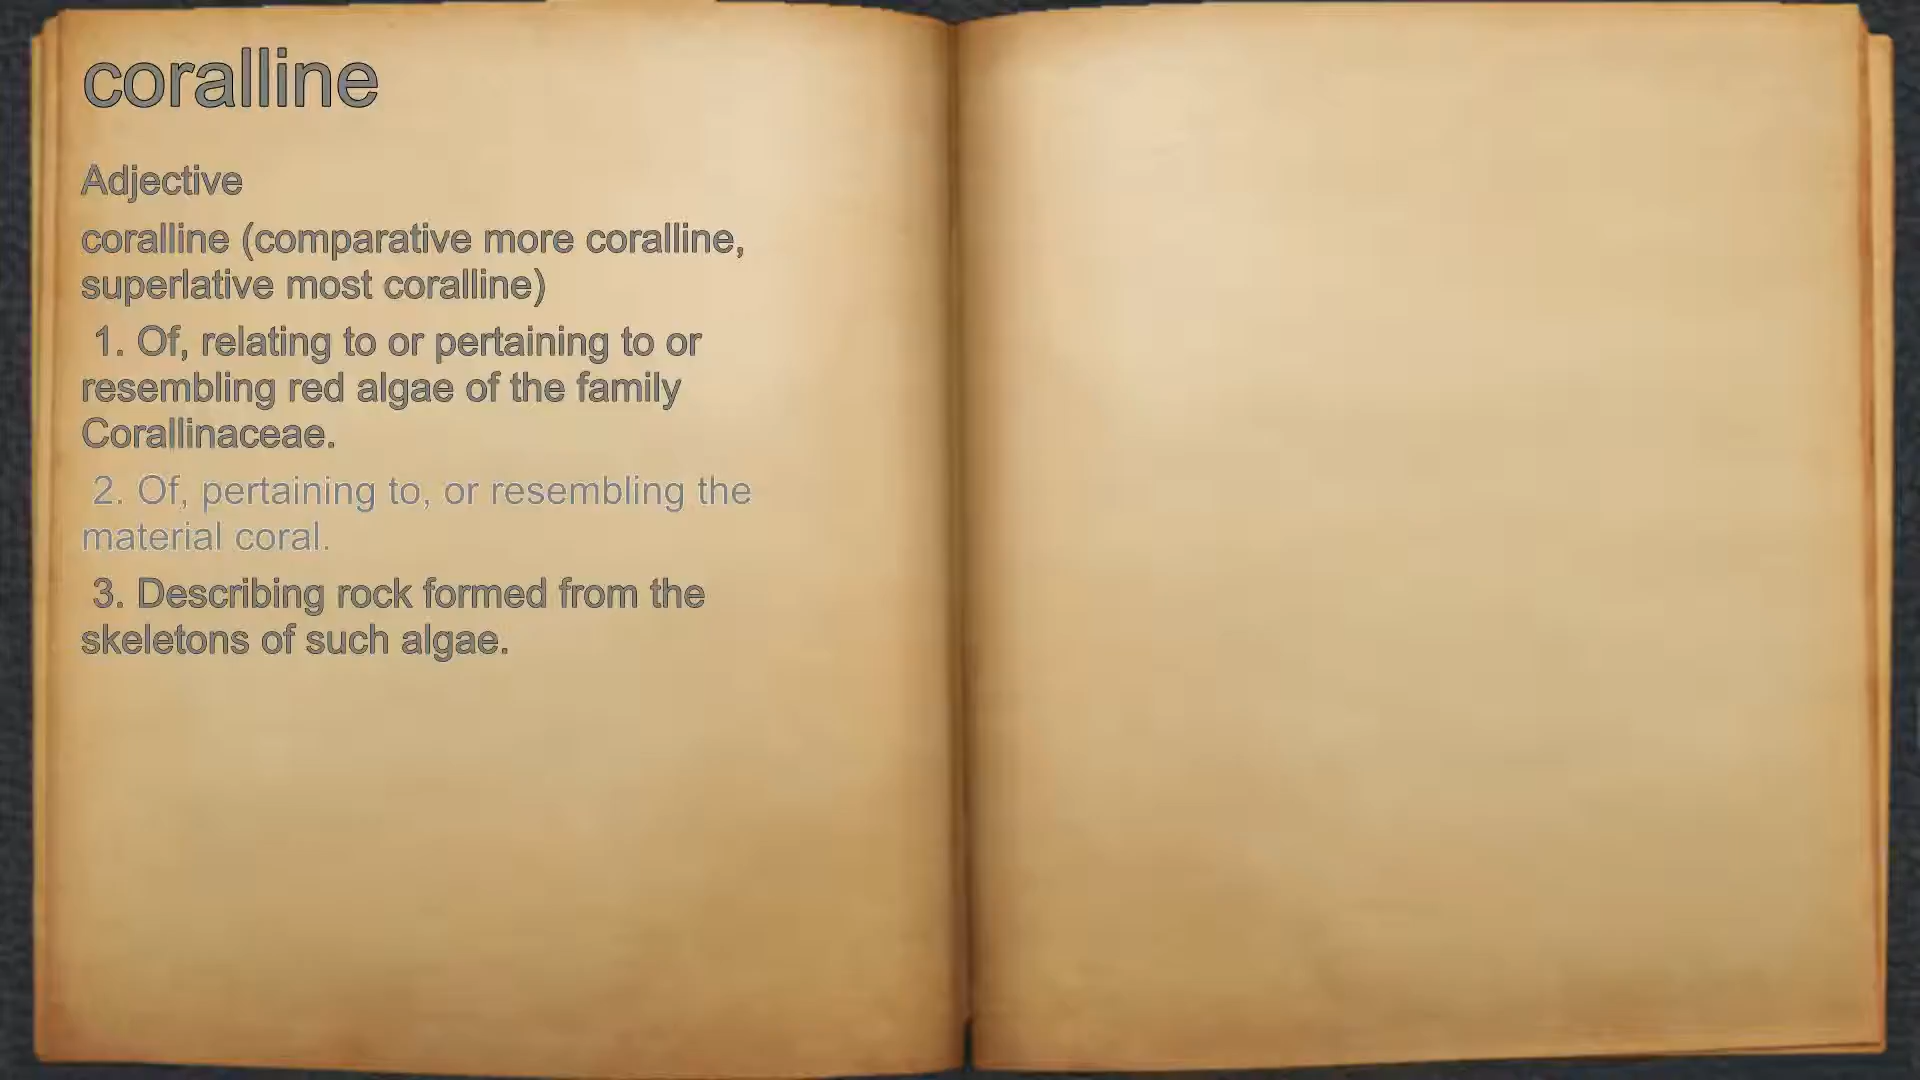 coralline
Adjective
coralline (comparative more coralline,
superlative most coralline)
1. Of, relating to or pertaining to or
resembling red algae of the family
Corallinaceae.
2. Of, pertaining to, or resembling the
material coral.
3. Describing rock formed from the
skeletons of such algae.